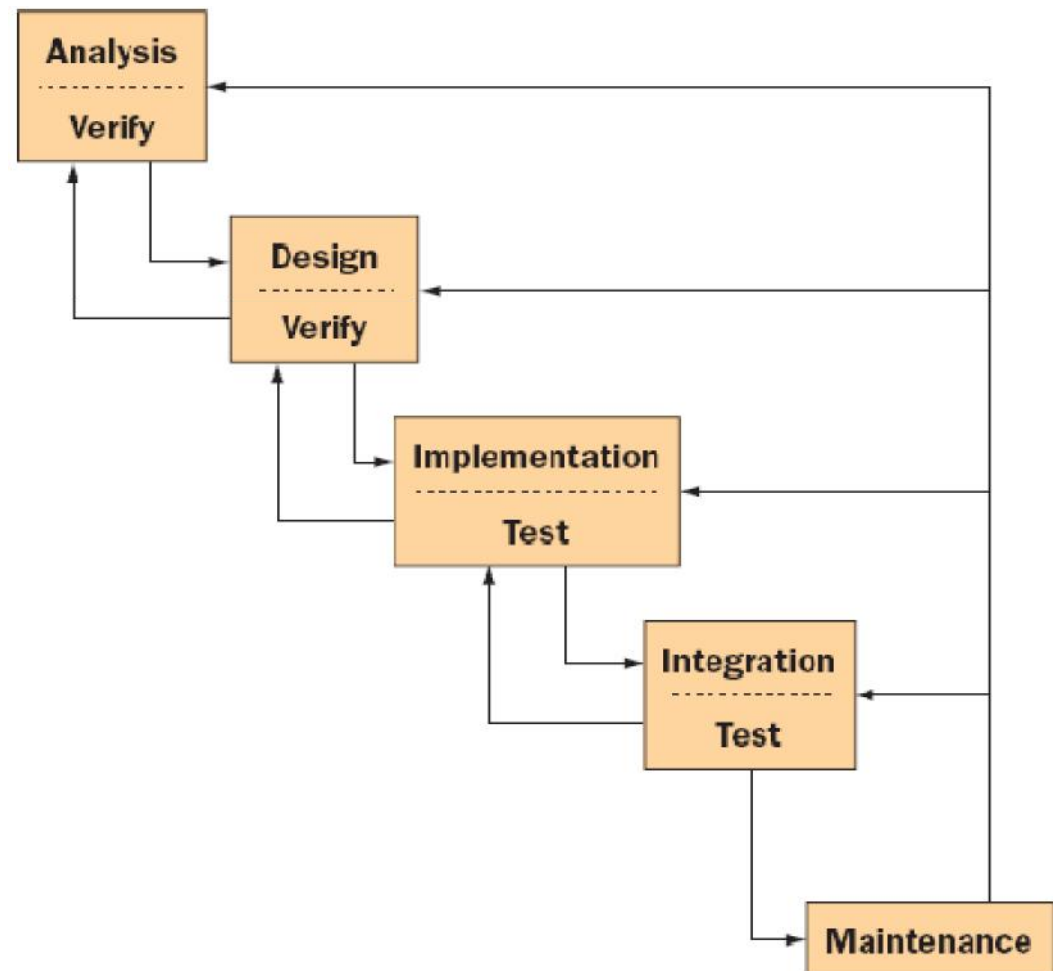 Analysis
Verify
Design
Verify
Implementation
Test
Integration
Test
Maintenance